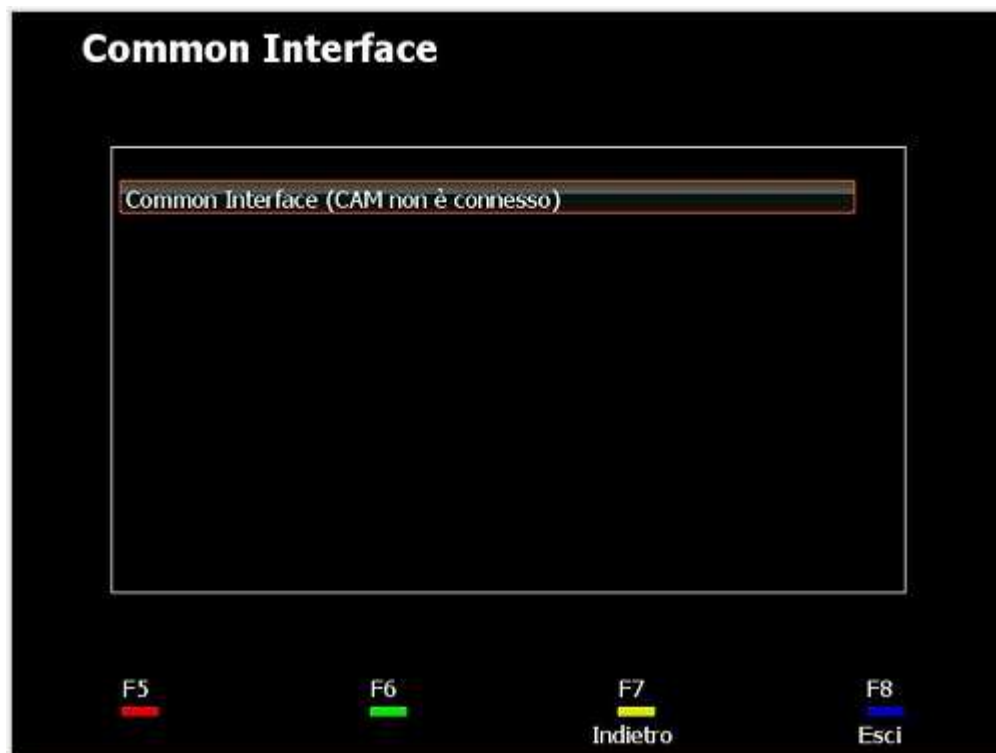 Common Interface
Common Interface (CAM non è connesso)
F5 F6 F7 F8
Indietro Esci